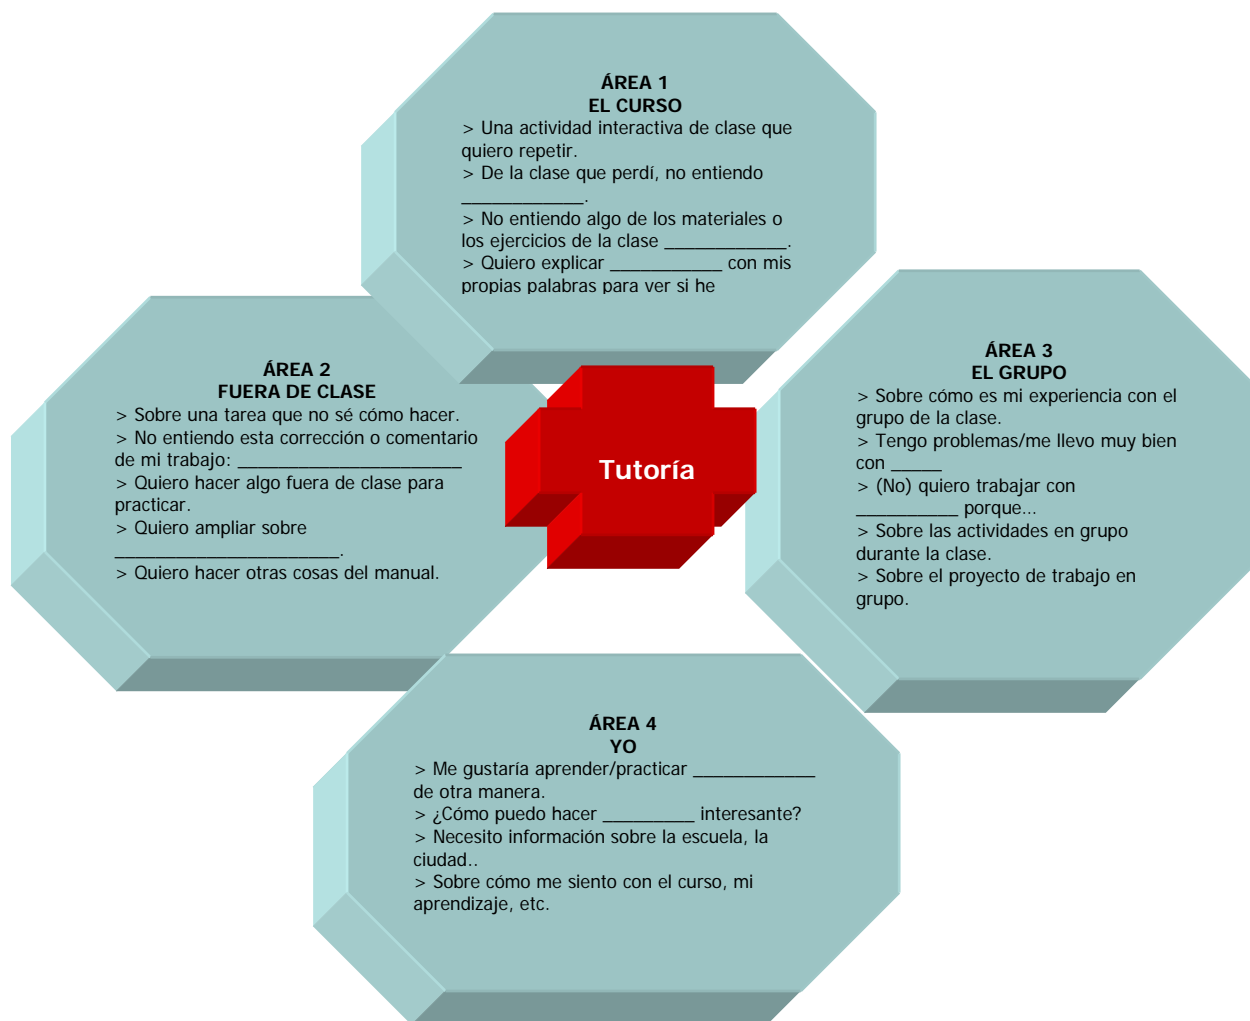 ÁREA 1
EL CURSO
> Una actividad interactiva de clase que
quiero repetir.
> De la clase que perdí, no entiendo
____________.
> No entiendo algo de los materiales o
los ejercicios de la clase ____________.
> Quiero explicar ___________ con mis
propias palabras para ver si he
ÁREA 2
FUERA DE CLASE
> Sobre una tarea que no sé cómo hacer.
> No entiendo esta corrección o comentario
de mi trabajo: ______________________
> Quiero hacer algo fuera de clase para
practicar.
> Quiero ampliar sobre
______________________.
> Quiero hacer otras cosas del manual.
Tutoría
ÁREA 3
EL GRUPO
> Sobre cómo es mi experiencia con el
grupo de la clase.
> Tengo problemas/me llevo muy bien
con _____
> (No) quiero trabajar con
__________ porque...
> Sobre las actividades en grupo
durante la clase.
> Sobre el proyecto de trabajo en
grupo.
ÁREA 4
YO
> Me gustaría aprender/practicar ____________
de otra manera.
> ¿Cómo puedo hacer _________ interesante?
> Necesito información sobre la escuela, la
ciudad..
> Sobre cómo me siento con el curso, mi
aprendizaje, etc.